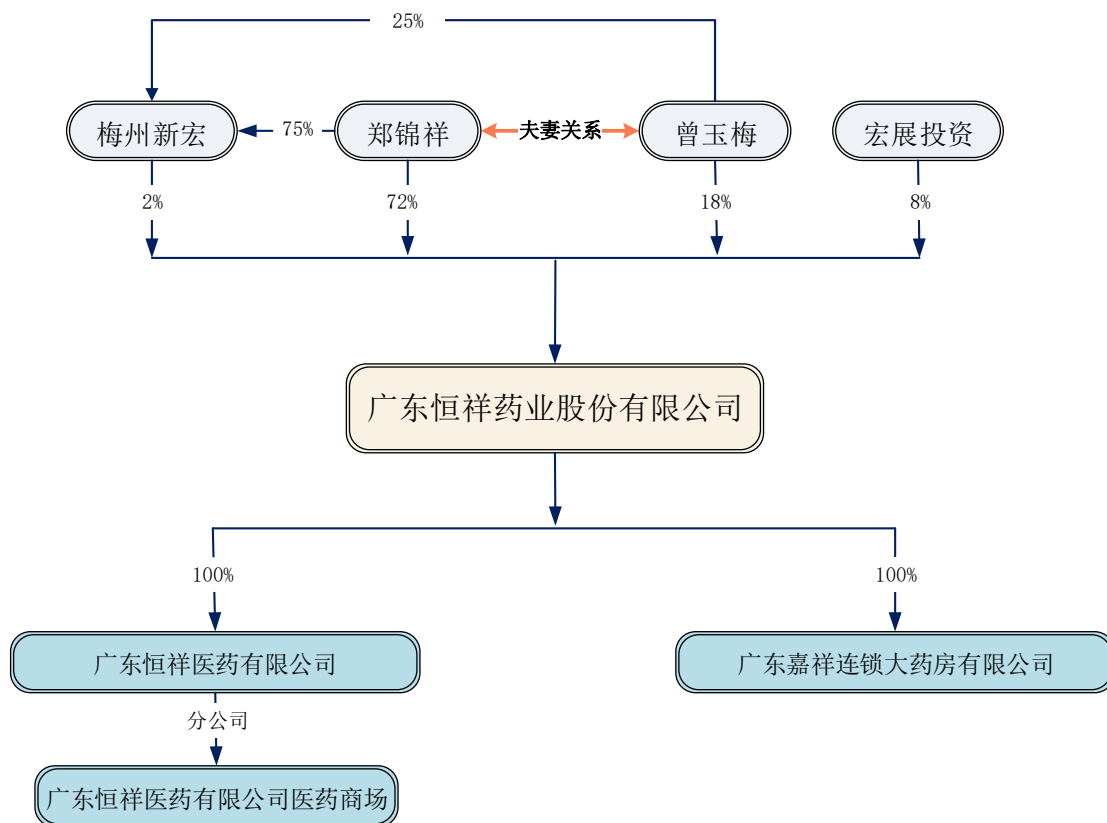 25%
梅州新宏
75%
郑锦祥
夫妻关系
曾玉梅
宏展投资
2%
72%
18%
8%
广东恒祥药业股份有限公司
100%
100%
广东恒祥医药有限公司
广东嘉祥连锁大药房有限公司
分公司
广东恒祥医药有限公司医药商场